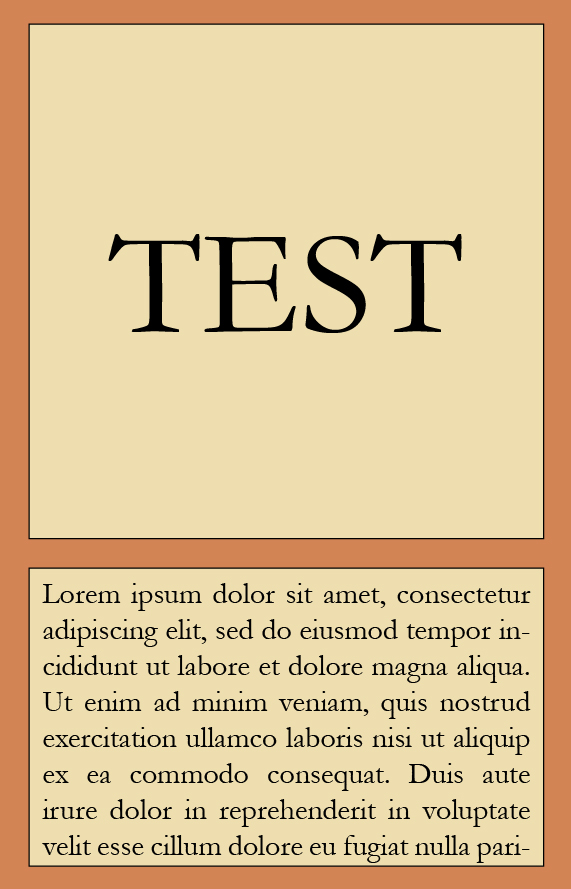 TEST
Lorem ipsum dolor sit amet, consectetur
adipiscing elit, sed do eiusmod tempor in-
cididunt ut labore et dolore magna aliqua.
Ut enim ad minim veniam, quis nostrud
exercitation ullamco laboris nisi ut aliquip
ex ea commodo consequat. Duis aute
irure dolor in reprehenderit in voluptate
velit esse cillum dolore eu fugiat nulla pari-